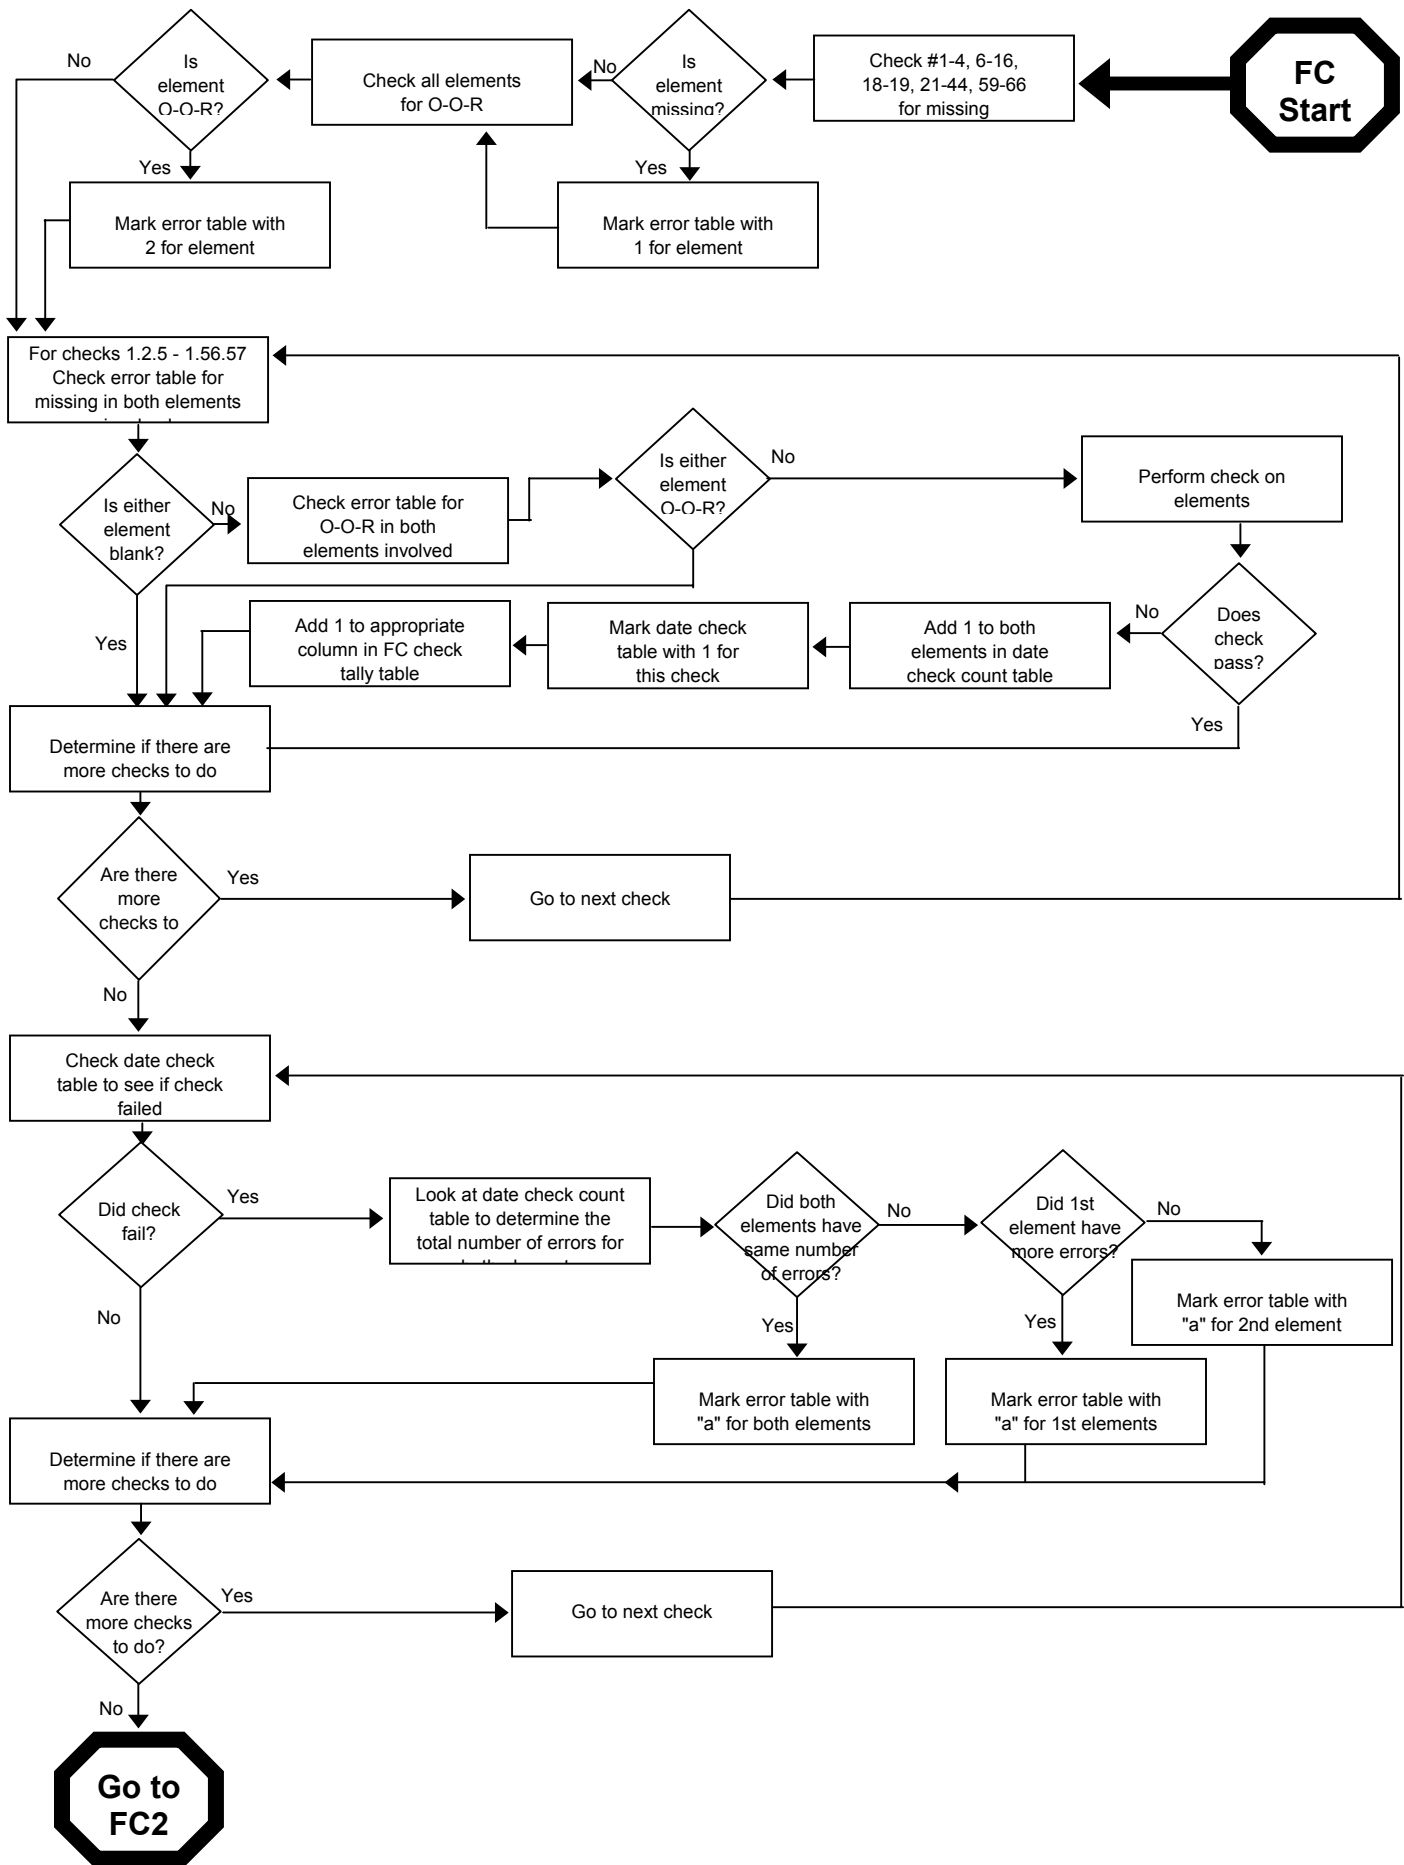 FC
Start
Check #1-4, 6-16,
18-19, 21-44, 59-66
for missing
Is
element
missing?
No
Yes
Mark error table with
1 for element
Check all elements
for O-O-R
Is
element
O-O-R?
No
Yes
Mark error table with
2 for element
For checks 1.2.5 - 1.56.57
Check error table for
missing in both elements
Is either
element
blank?
No
Yes
Check error table for
O-O-R in both
elements involved
Is either
element
O-O-R?
No
Perform check on
elements
Does
check
pass?
No
Yes
Add 1 to both
elements in date
check count table
Mark date check
table with 1 for
this check
Add 1 to appropriate
column in FC check
tally table
Determine if there are
more checks to do
Are there
more
checks to
Yes
No
Go to next check
Check date check
table to see if check
failed
Did check
fail?
Yes
No
Look at date check count
table to determine the
total number of errors for
Did both
elements have
same number
of errors?
No
Yes
Did 1st
element have
more errors?
No
Yes
Mark error table with
"a" for 2nd element
Mark error table with
"a" for both elements
Mark error table with
"a" for 1st elements
Determine if there are
more checks to do
Are there
more checks
to do?
Yes
No
Go to next check
Go to
FC2